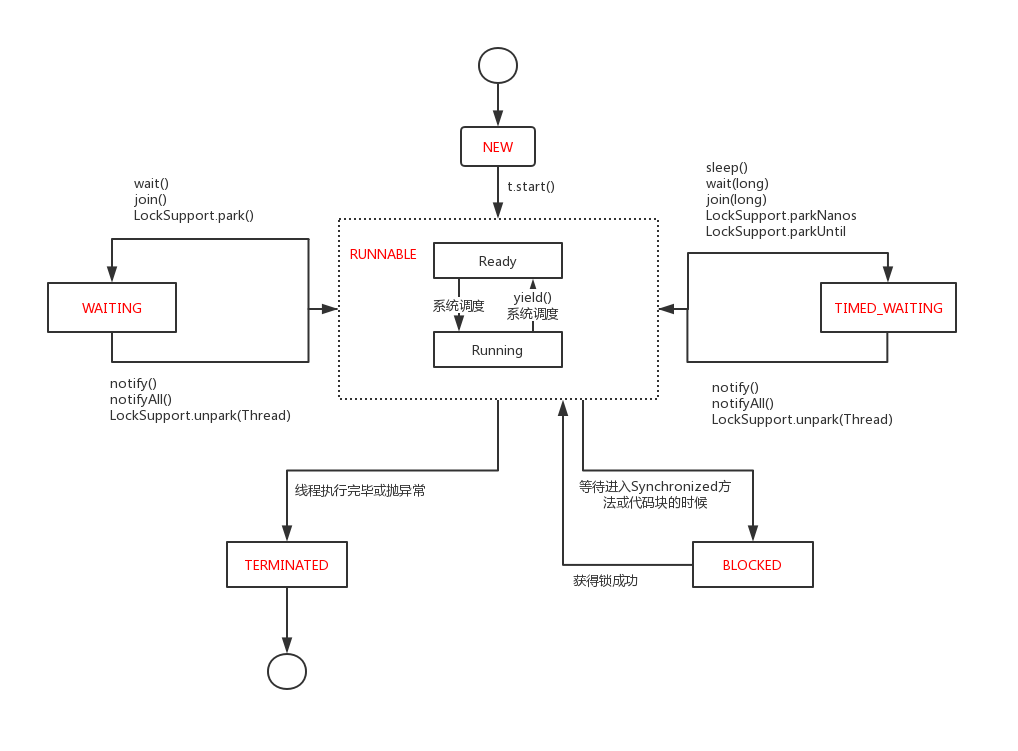 NEW
t.start()
wait()
join()
LockSupport.park()
sleep()
wait(long)
join(long)
LockSupport.parkNanos
LockSupport.parkUntil
RUNNABLE
Ready
系统调度
yield()
系统调度
Running
WAITING
TIMED_WAITING
notify()
notifyAll()
LockSupport.unpark(Thread)
notify()
notifyAll()
LockSupport.unpark(Thread)
线程执行完毕或抛异常
等待进入Synchronized方
法或代码块的时候
TERMINATED
BLOCKED
获得锁成功